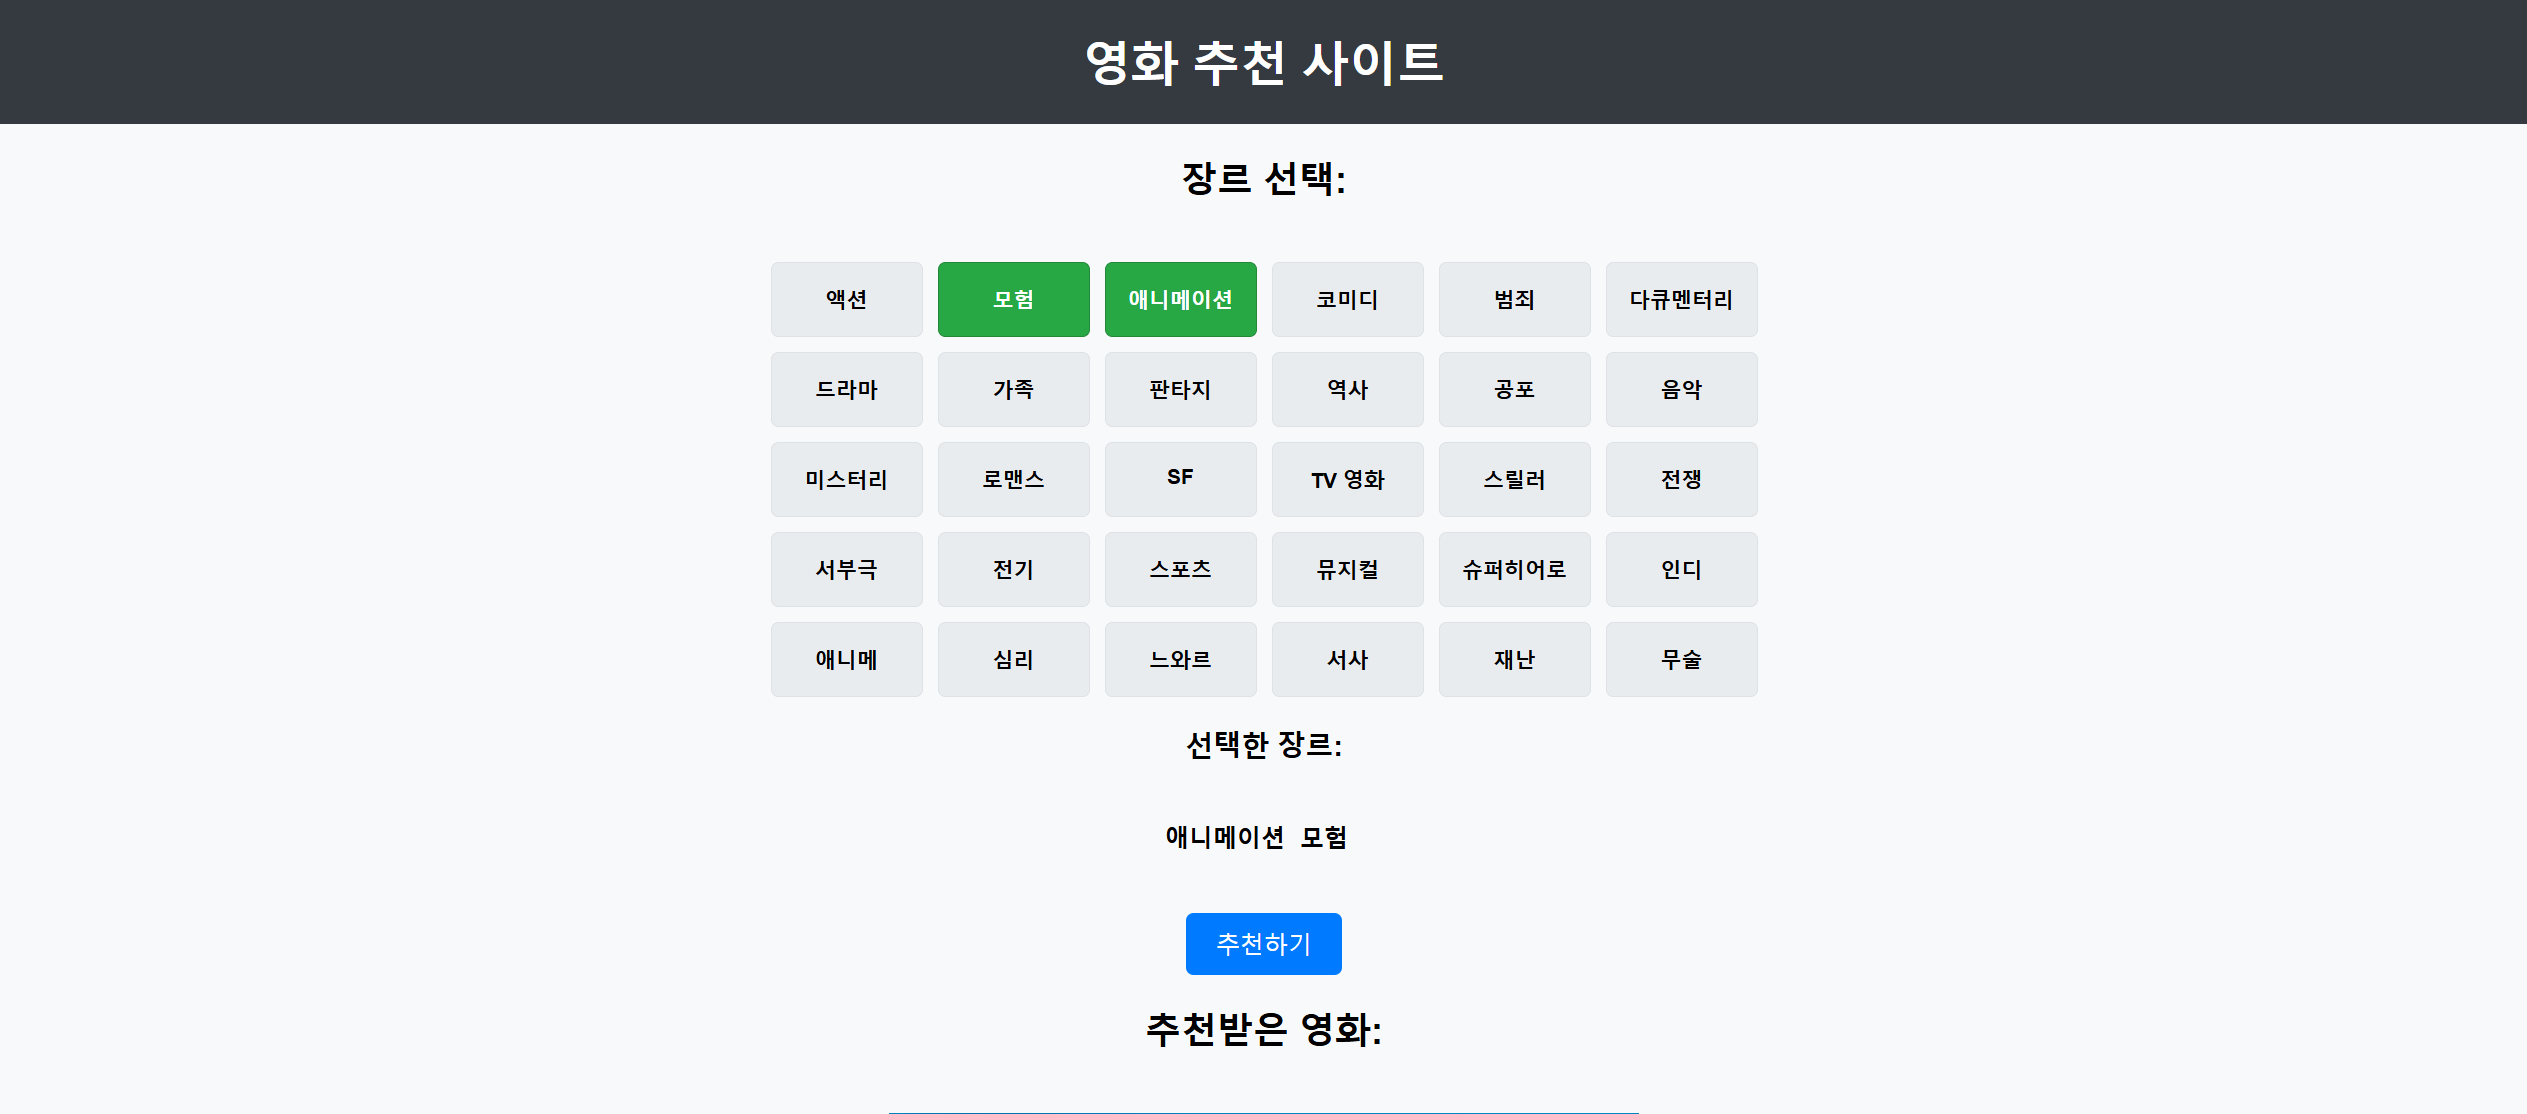 영화 추천 사이트
장르 선택:
액션 모험 애니메이션 코미디 범죄 다큐멘터리
드라마 가족 판타지 역사 공포 음악
미스터리 로맨스 SF TV 영화 스릴러 전쟁
서부극 전기 스포츠 뮤지컬 슈퍼히어로 인디
애니메 심리 느와르 서사 재난 무술
선택한 장르:
애니메이션 모험
추천하기
추천받은 영화: